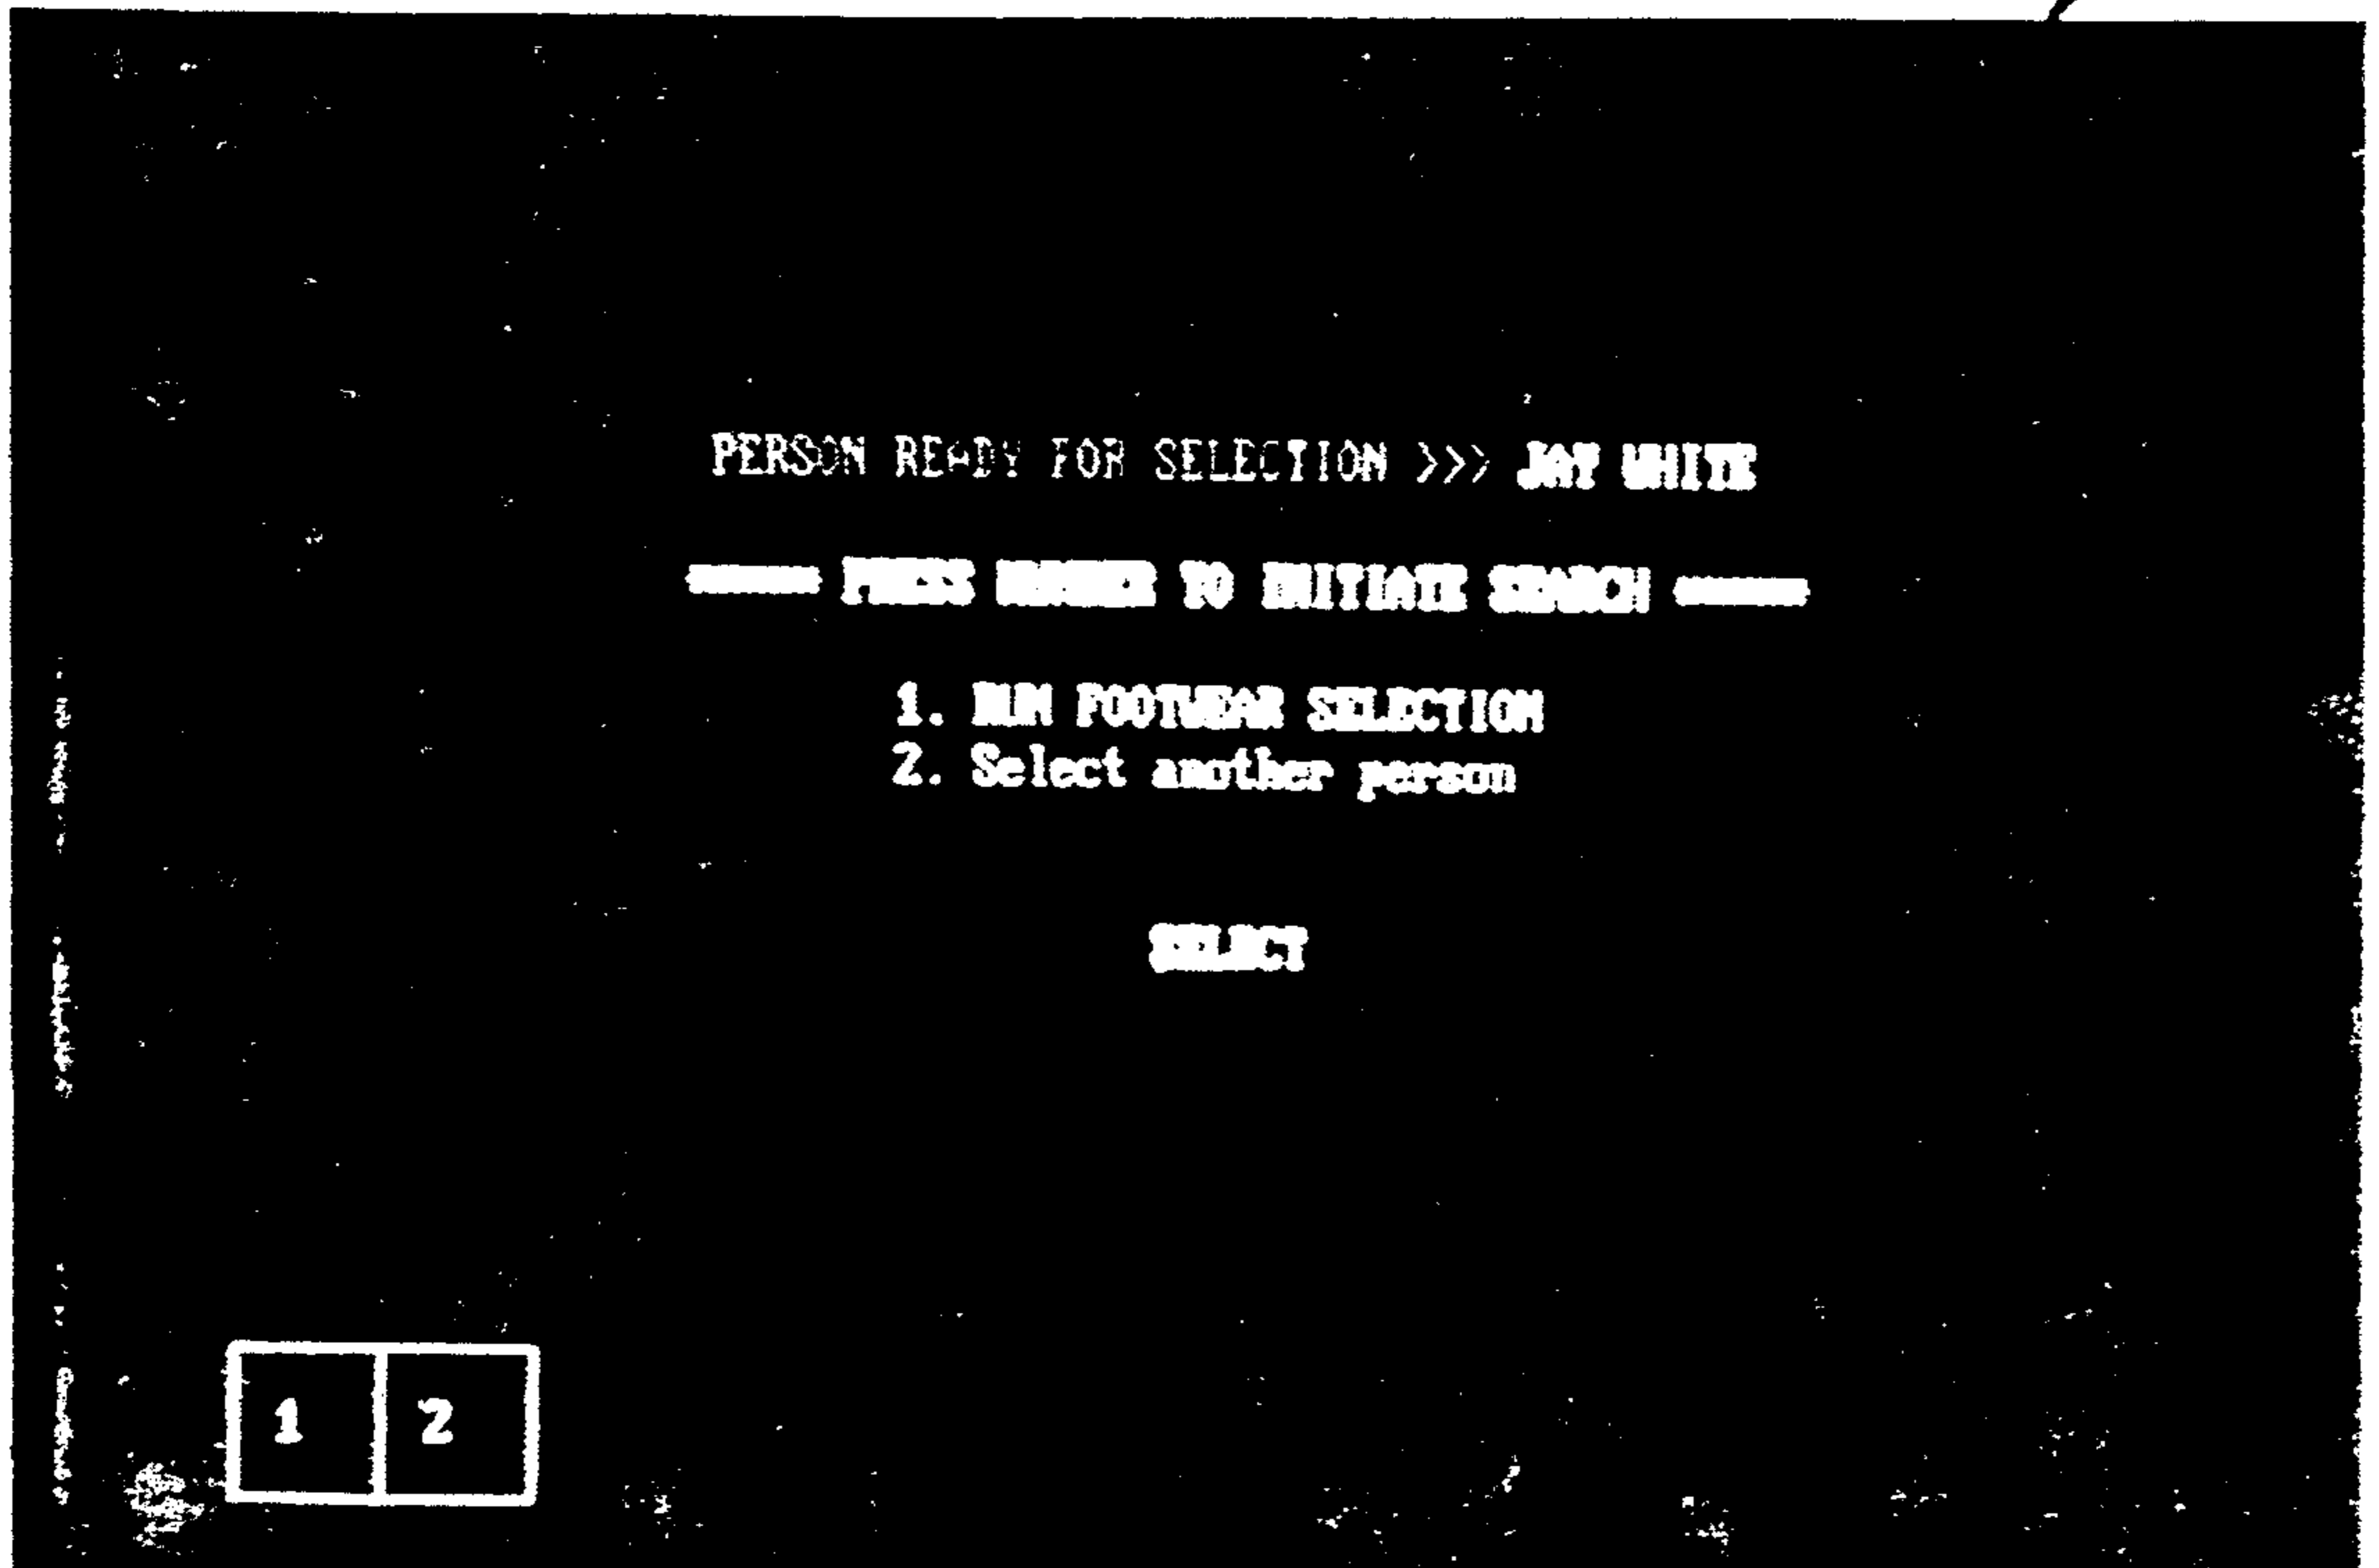 PERSON READY FOR SELECTION >>> JAY WHITE
PRESS NUMBER TO INITIATE SEARCH
1. RUN FOOTWEAR SELECTION
2. Select another person
SELECT
1 2